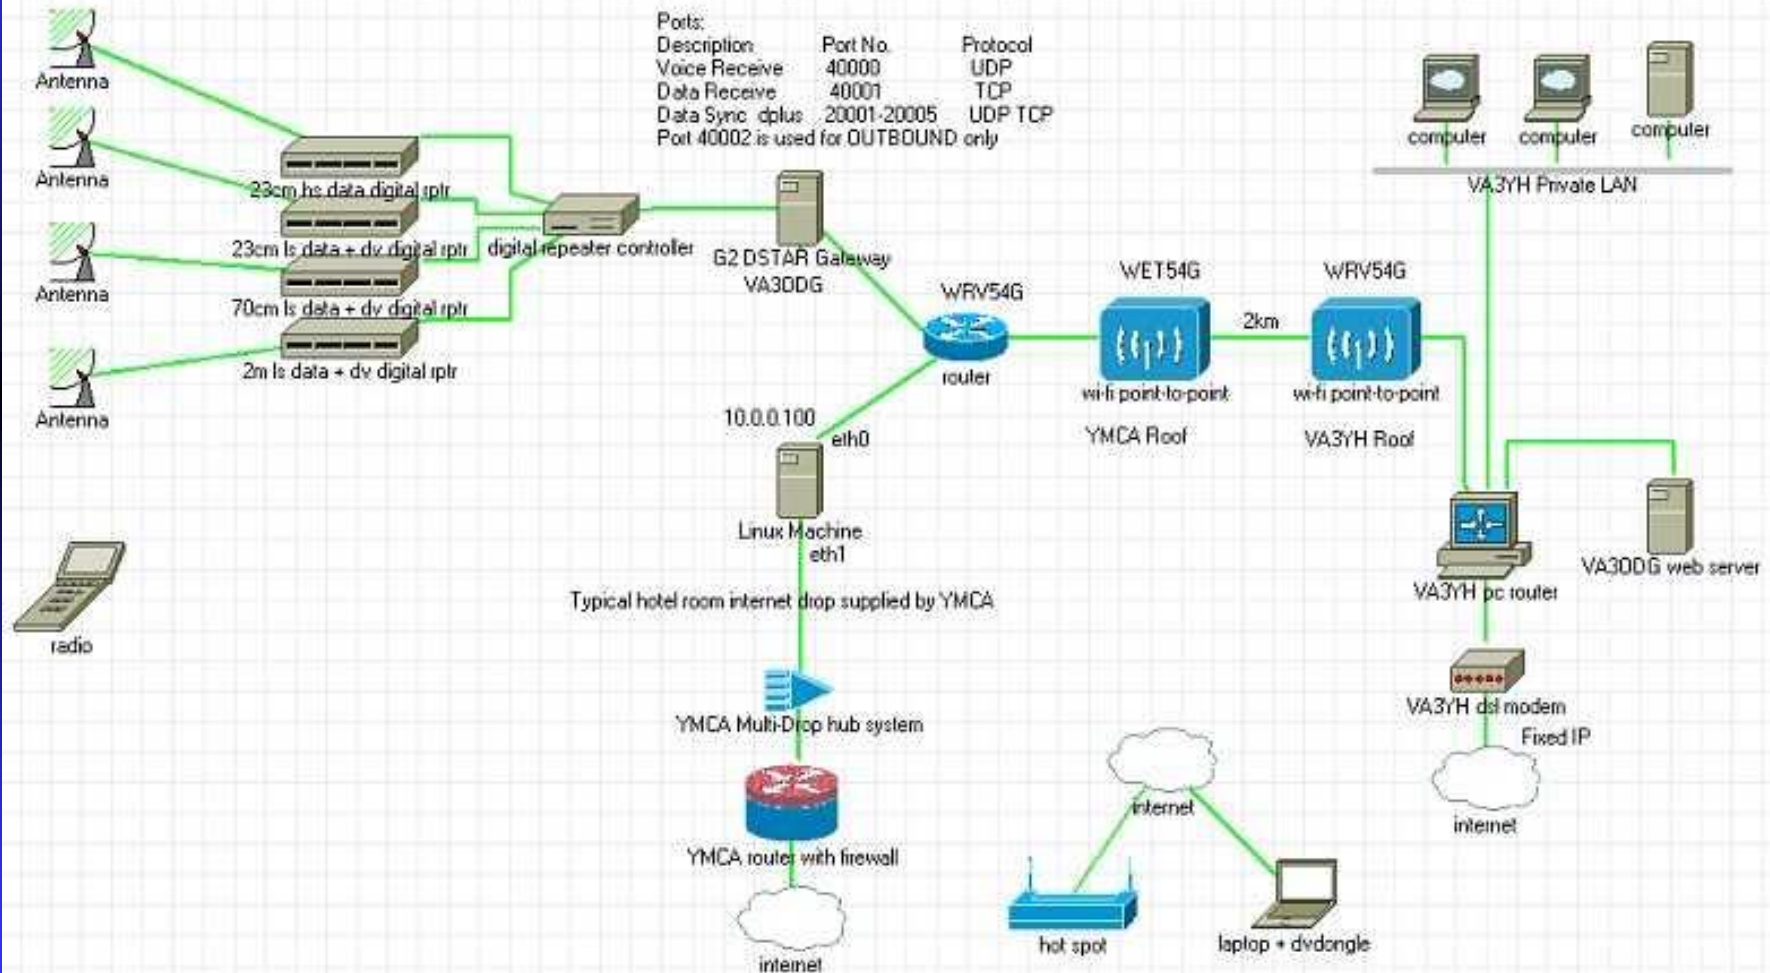 Ports:
Description Port No. Protocol
Voice Receive 40000 UDP
Data Receive 40001 TCP
Data Sync dplus 20001-20005 UDP TCP
Port 40002 is used for OUTBOUND only
Antenna
Antenna
Antenna
Antenna
23cm hs data digital rptr
23cm ls data + dv digital rptr
70cm ls data + dv digital rptr
2m ls data + dv digital rptr
digital repeater controller
G2 DSTAR Gateway
VA3ODG
WRV54G
router
WET54G
wi-fi point-to-point
YMCA Roof
2km
WRV54G
wi-fi point-to-point
VA3YH Roof
computer
computer
computer
VA3YH Private LAN
10.0.0.100
eth0
Linux Machine
eth1
Typical hotel room internet drop supplied by YMCA
radio
YMCA Multi-Drop hub system
YMCA router with firewall
internet
VA3YH pc router
VA3ODG web server
VA3YH dsl modem
Fixed IP
internet
internet
hot spot
laptop + dvdongle